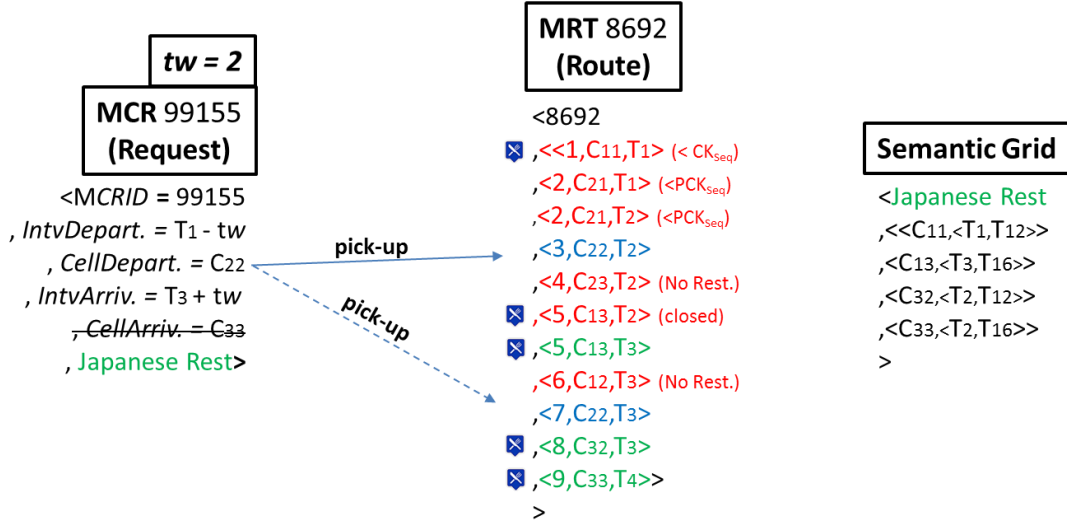 tw = 2
MCR 99155
(Request)
<MCRID = 99155
, IntvDepart. = T1 - tw
, CellDepart. = C22
, IntvArriv. = T3 + tw
, CellArriv. = C33
, Japanese Rest>
pick-up
pick-up
MRT 8692
(Route)
<8692
,<<1,C11,T1> (< CKSeq)
,<2,C21,T1> (<PCKSeq)
,<2,C21,T2> (<PCKSeq)
,<3,C22,T2>
,<4,C23,T2> (No Rest.)
,<5,C13,T2> (closed)
,<5,C13,T3>
,<6,C12,T3> (No Rest.)
,<7,C22,T3>
,<8,C32,T3>
,<9,C33,T4>>
>
Semantic Grid
<Japanese Rest
,<<C11,<T1,T12>>
,<C13,<T3,T16>>
,<C32,<T2,T12>>
,<C33,<T2,T16>>
>